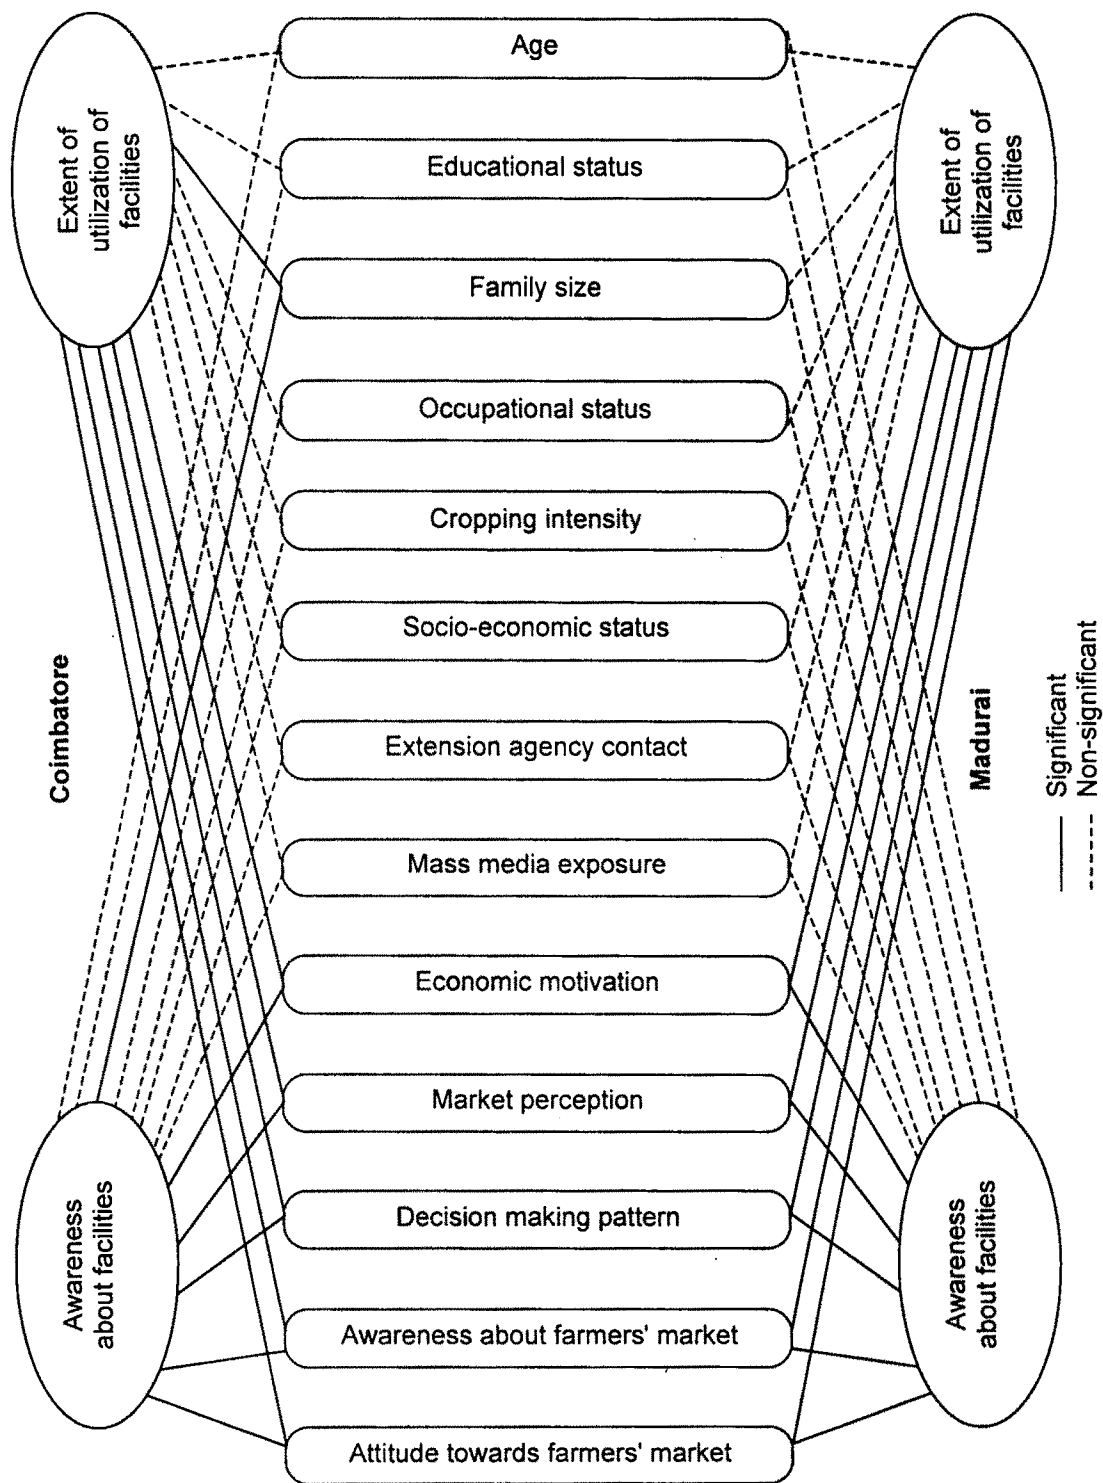 Coimbatore
Extent of
utilization of
facilities
Awareness
about facilities
Age
Educational status
Family size
Occupational status
Cropping intensity
Socio-economic status
Extension agency contact
Mass media exposure
Economic motivation
Market perception
Decision making pattern
Awareness about farmers' market
Attitude towards farmers' market
Extent of
utilization of
facilities
Awareness
about facilities
Madurai
Significant
Non-significant